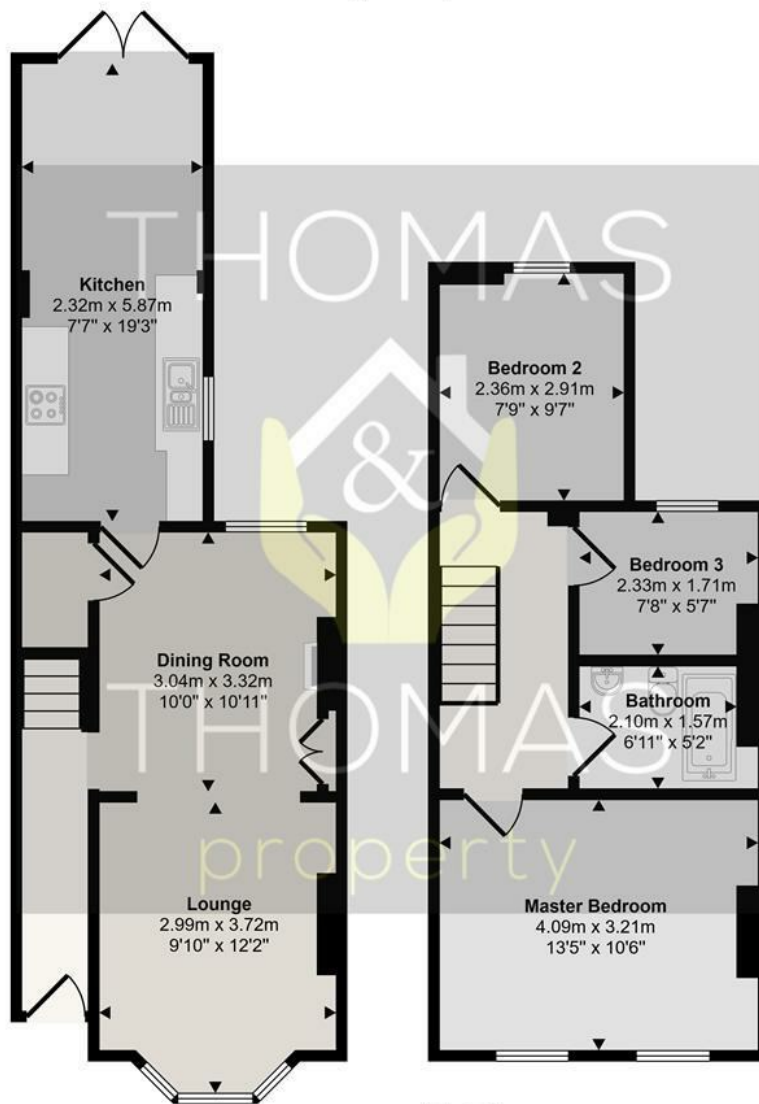 THOMAS
&
THOMAS
property
Kitchen
2.32m x 5.87m
7'7" x 19'3"
Dining Room
3.04m x 3.32m
10'0" x 10'11"
Lounge
2.99m x 3.72m
9'10" x 12'2"
Bedroom 2
2.36m x 2.91m
7'9" x 9'7"
Bedroom 3
2.33m x 1.71m
7'8" x 5'7"
Bathroom
2.10m x 1.57m
6'11" x 5'2"
Master Bedroom
4.09m x 3.21m
13'5" x 10'6"